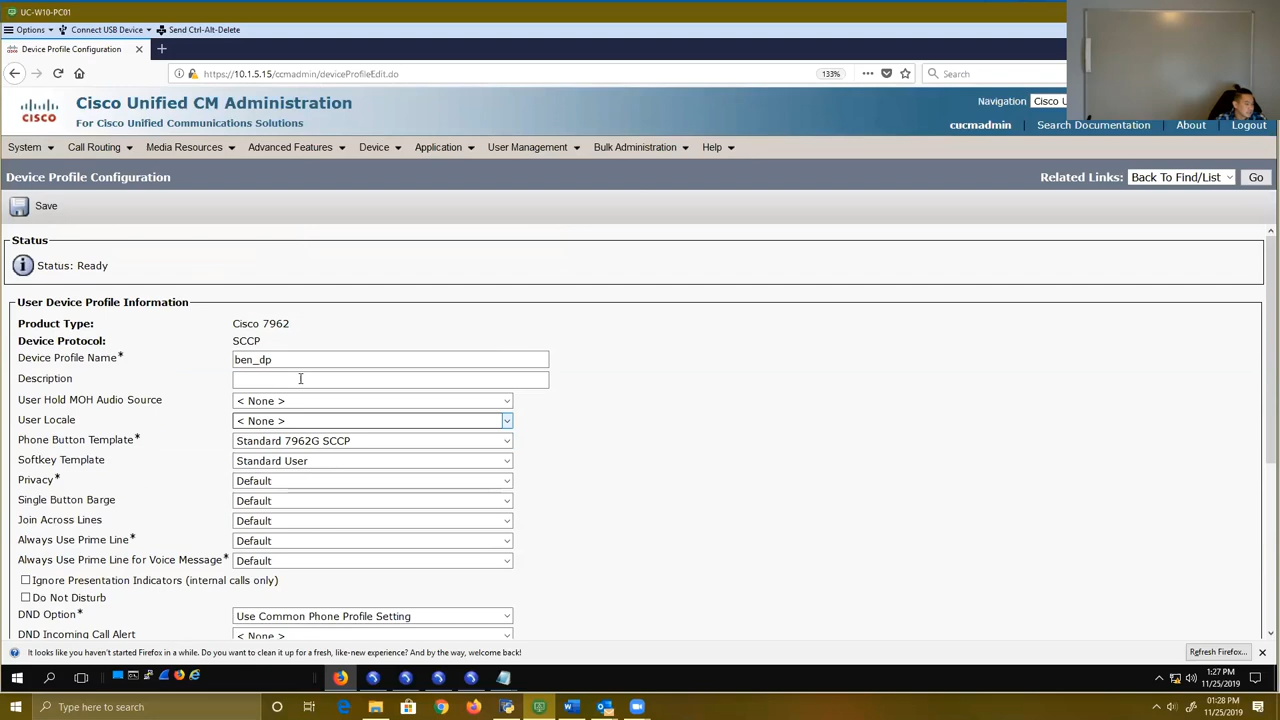 UC-W10-PC01
Options Connect USB Device Send Ctrl-Alt-Delete
Device Profile Configuration
https://10.1.5.15/ccmadmin/deviceProfileEdit.do 133% Search
CISCO
Cisco Unified CM Administration
For Cisco Unified Communications Solutions
Navigation Cisco U
cucmadmin Search Documentation About Logout
System Call Routing Media Resources Advanced Features Device Application User Management Bulk Administration Help
Device Profile Configuration Related Links: Back To Find/List Go
Save
Status
Status: Ready
User Device Profile Information
Product Type: Cisco 7962
Device Protocol: SCCP
Device Profile Name* ben_dp
Description
User Hold MOH Audio Source < None >
User Locale < None >
Phone Button Template* Standard 7962G SCCP
Softkey Template Standard User
Privacy* Default
Single Button Barge Default
Join Across Lines Default
Always Use Prime Line* Default
Always Use Prime Line for Voice Message* Default
Ignore Presentation Indicators (internal calls only)
Do Not Disturb
DND Option* Use Common Phone Profile Setting
DND Incoming Call Alert < None >
It looks like you haven't started Firefox in a while. Do you want to clean it up for a fresh, like-new experience? And by the way, welcome back! Refresh Firefox...
1:27 PM
11/25/2019
Type here to search
01:28 PM
11/25/2019